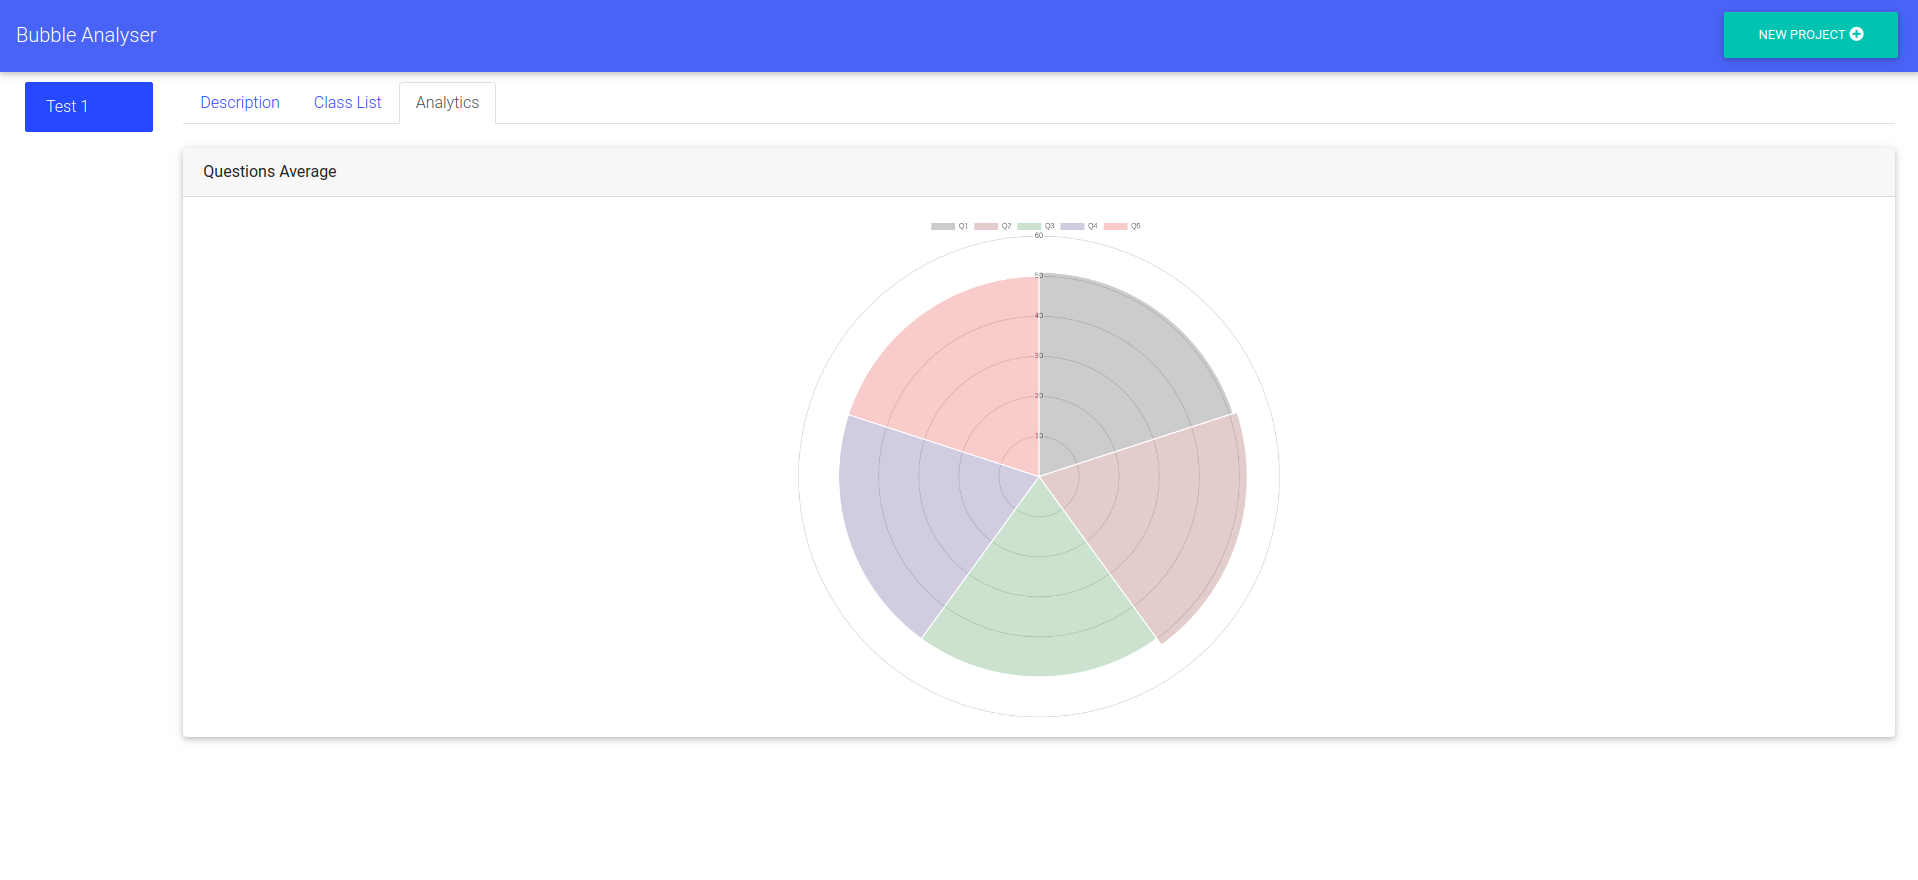 Bubble Analyser
NEW PROJECT
Test 1
Description Class List Analytics
Questions Average
Q1 Q2 Q3 Q4 Q5
60
50
40
30
20
10